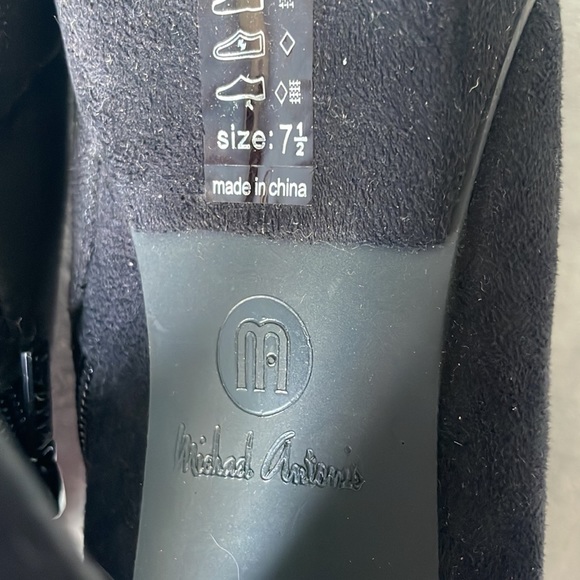 size: 7½
made in china
m
Michael Antonio